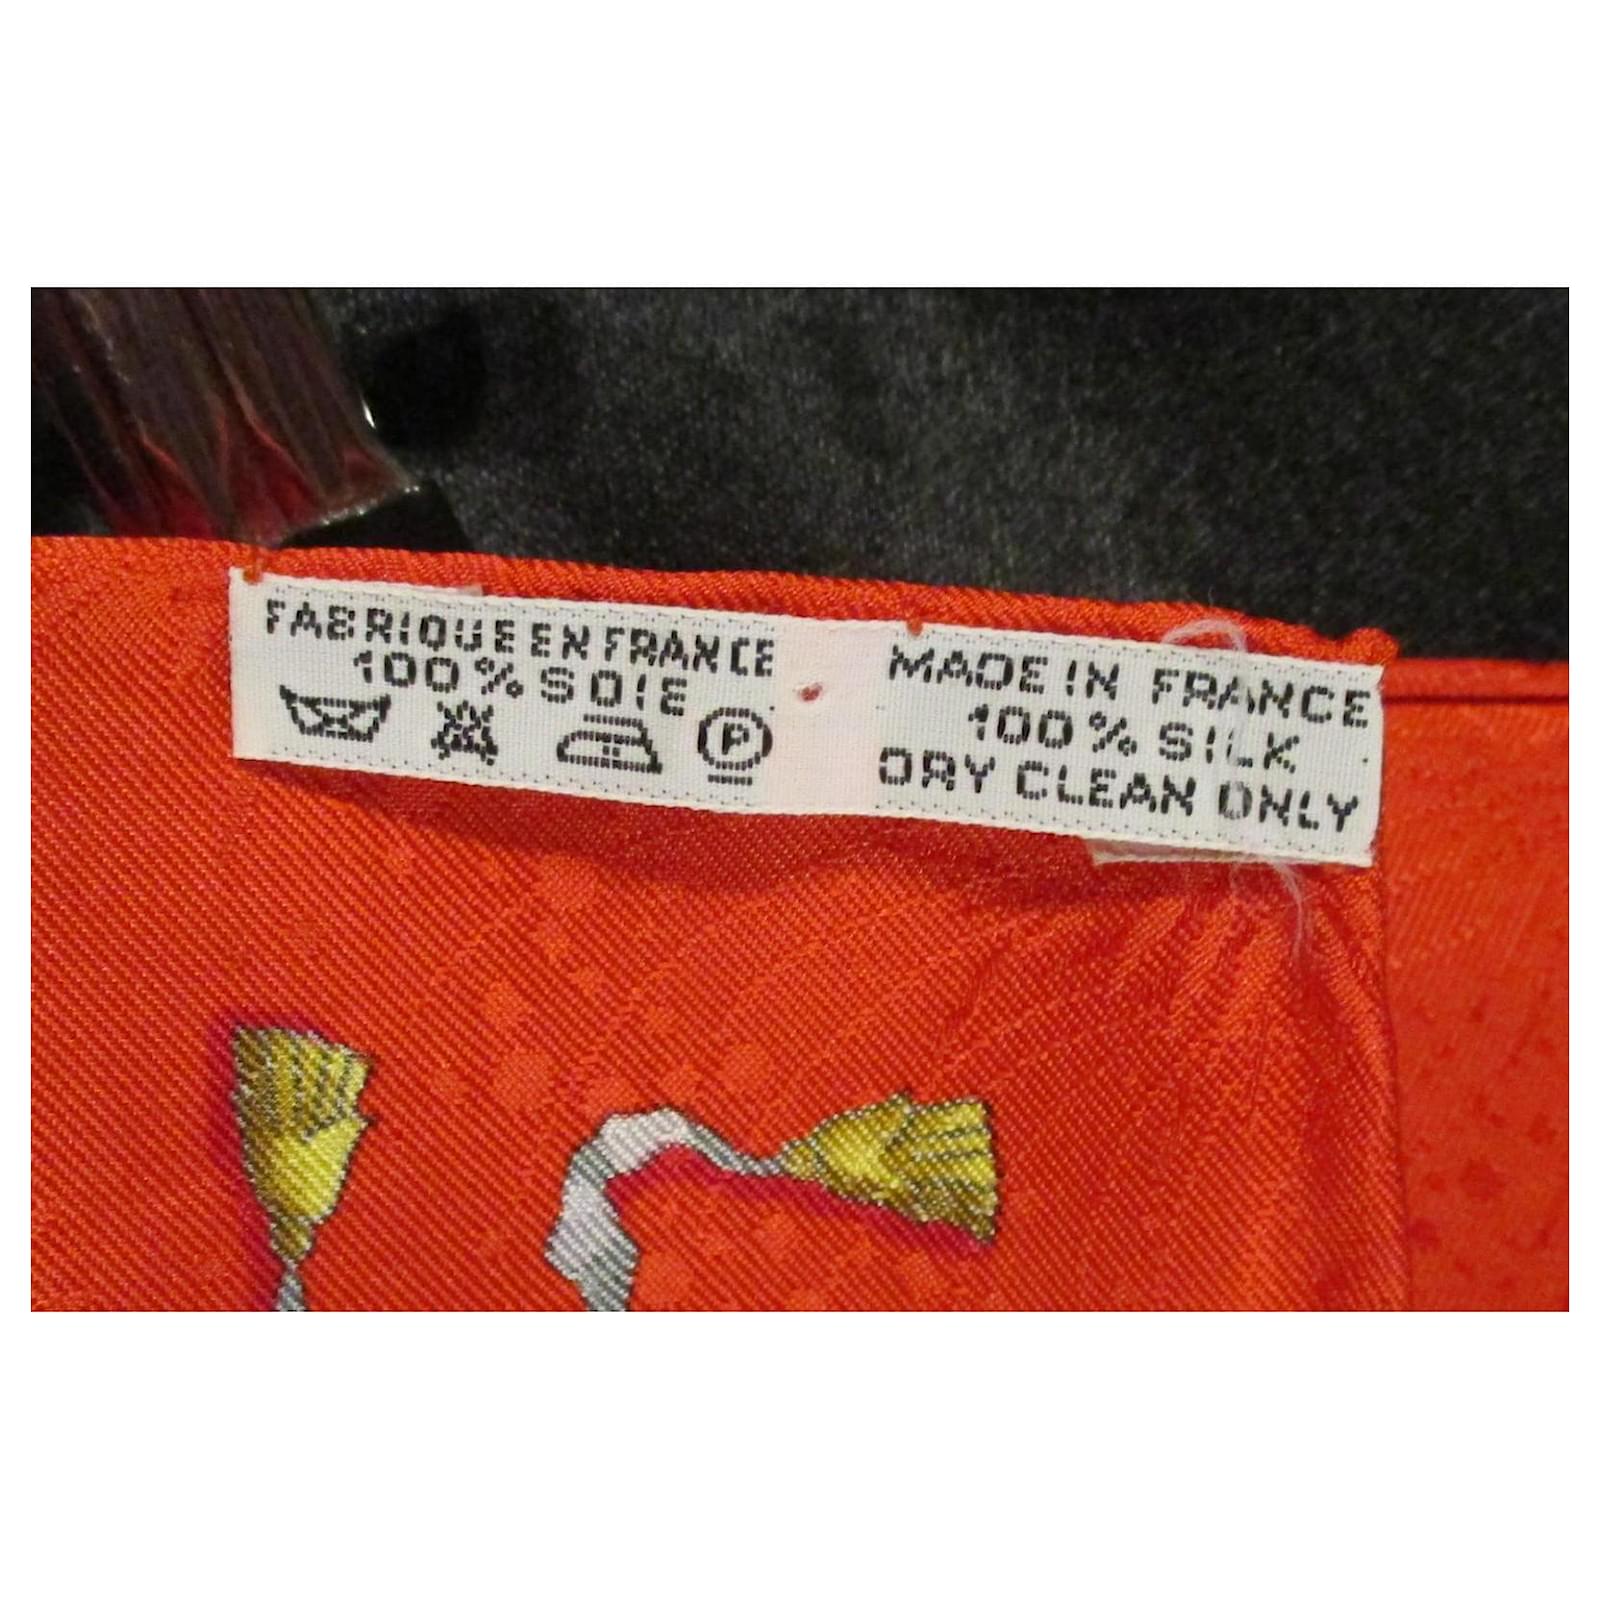 FABRIQUE EN FRANCE
100% SOIE
P
MADE IN FRANCE
100% SILK
DRY CLEAN ONLY